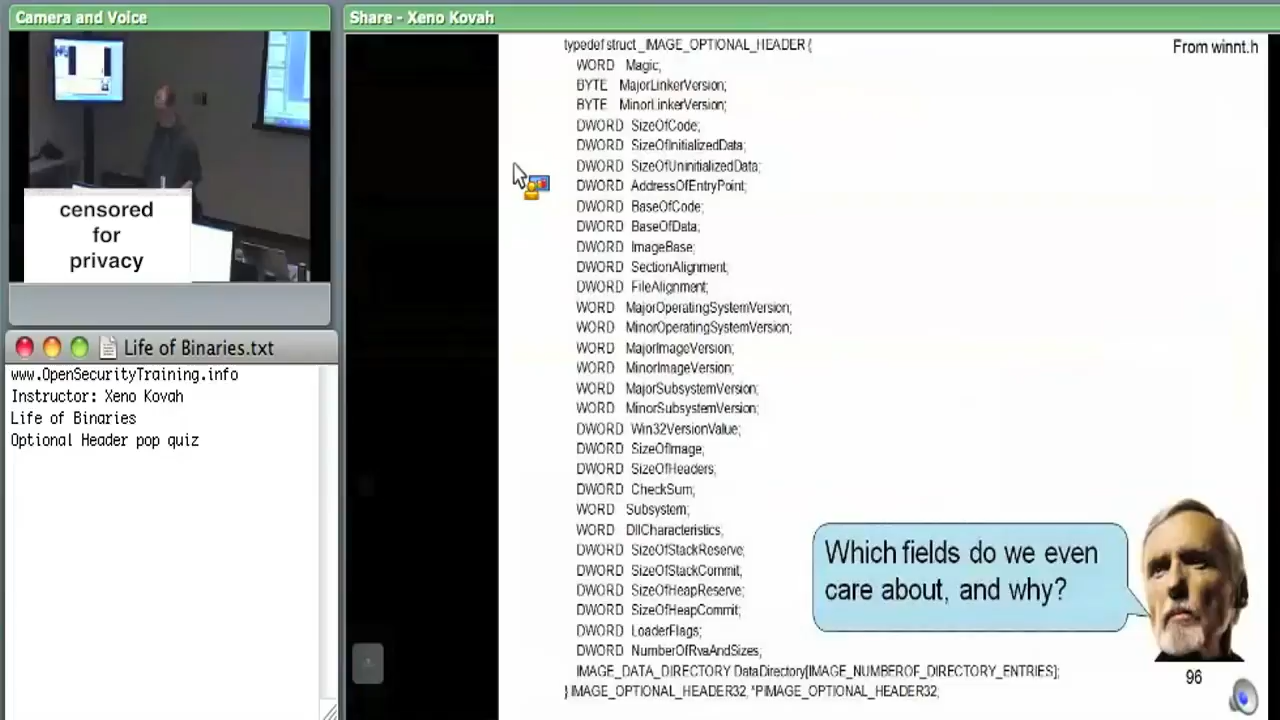 Camera and Voice
Share - Xeno Kovah
censored
for
privacy
Life of Binaries.txt
www.OpenSecurityTraining.info
Instructor: Xeno Kovah
Life of Binaries
Optional Header pop quiz
From winnt.h
typedef struct _IMAGE_OPTIONAL_HEADER {
WORD Magic;
BYTE MajorLinkerVersion;
BYTE MinorLinkerVersion;
DWORD SizeOfCode;
DWORD SizeOfInitializedData;
DWORD SizeOfUninitializedData;
DWORD AddressOfEntryPoint;
DWORD BaseOfCode;
DWORD BaseOfData;
DWORD ImageBase;
DWORD SectionAlignment;
DWORD FileAlignment;
WORD MajorOperatingSystemVersion;
WORD MinorOperatingSystemVersion;
WORD MajorImageVersion;
WORD MinorImageVersion;
WORD MajorSubsystemVersion;
WORD MinorSubsystemVersion;
DWORD Win32VersionValue;
DWORD SizeOfImage;
DWORD SizeOfHeaders;
DWORD CheckSum;
WORD Subsystem;
WORD DllCharacteristics;
DWORD SizeOfStackReserve;
DWORD SizeOfStackCommit;
DWORD SizeOfHeapReserve;
DWORD SizeOfHeapCommit;
DWORD LoaderFlags;
DWORD NumberOfRvaAndSizes;
IMAGE_DATA_DIRECTORY DataDirectory[IMAGE_NUMBEROF_DIRECTORY_ENTRIES];
} IMAGE_OPTIONAL_HEADER32, *PIMAGE_OPTIONAL_HEADER32;
Which fields do we even
care about, and why?
96